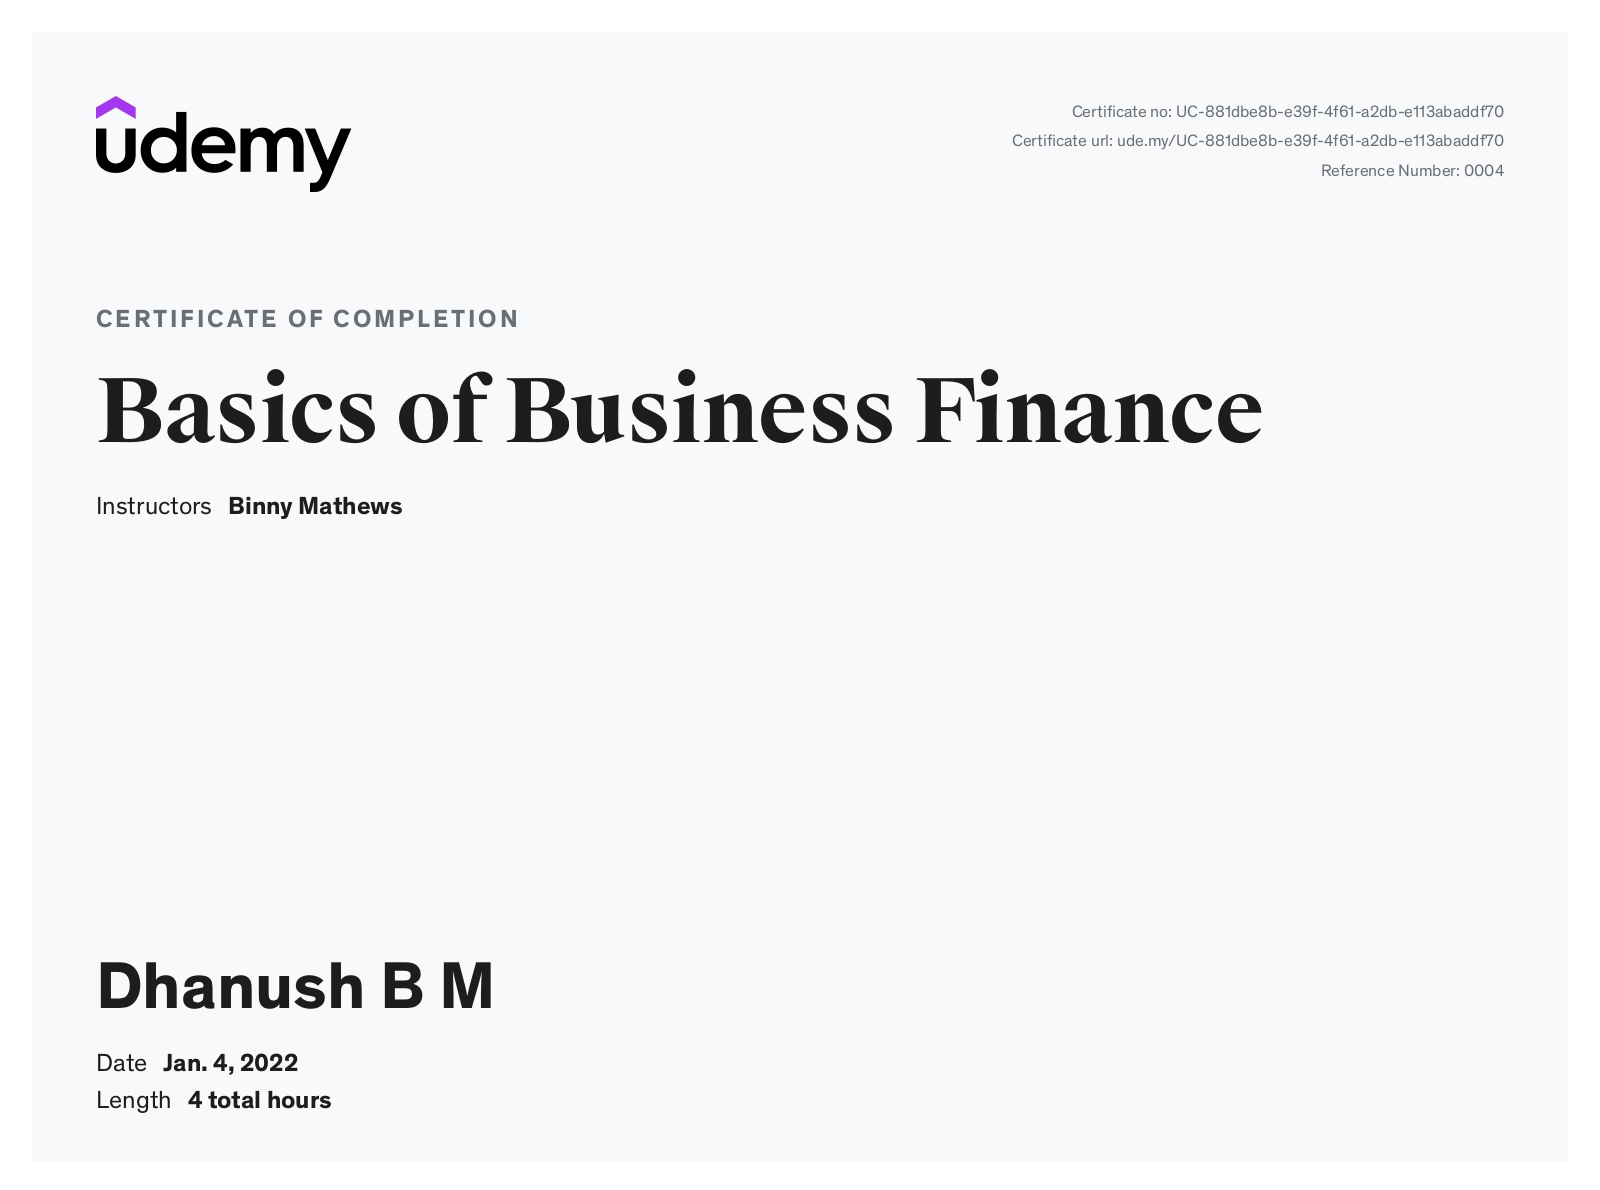 udemy
Certificate no: UC-881dbe8b-e39f-4f61-a2db-e113abaddf70
Certificate url: ude.my/UC-881dbe8b-e39f-4f61-a2db-e113abaddf70
Reference Number: 0004
CERTIFICATE OF COMPLETION
Basics of Business Finance
Instructors Binny Mathews
Dhanush B M
Date Jan. 4, 2022
Length 4 total hours